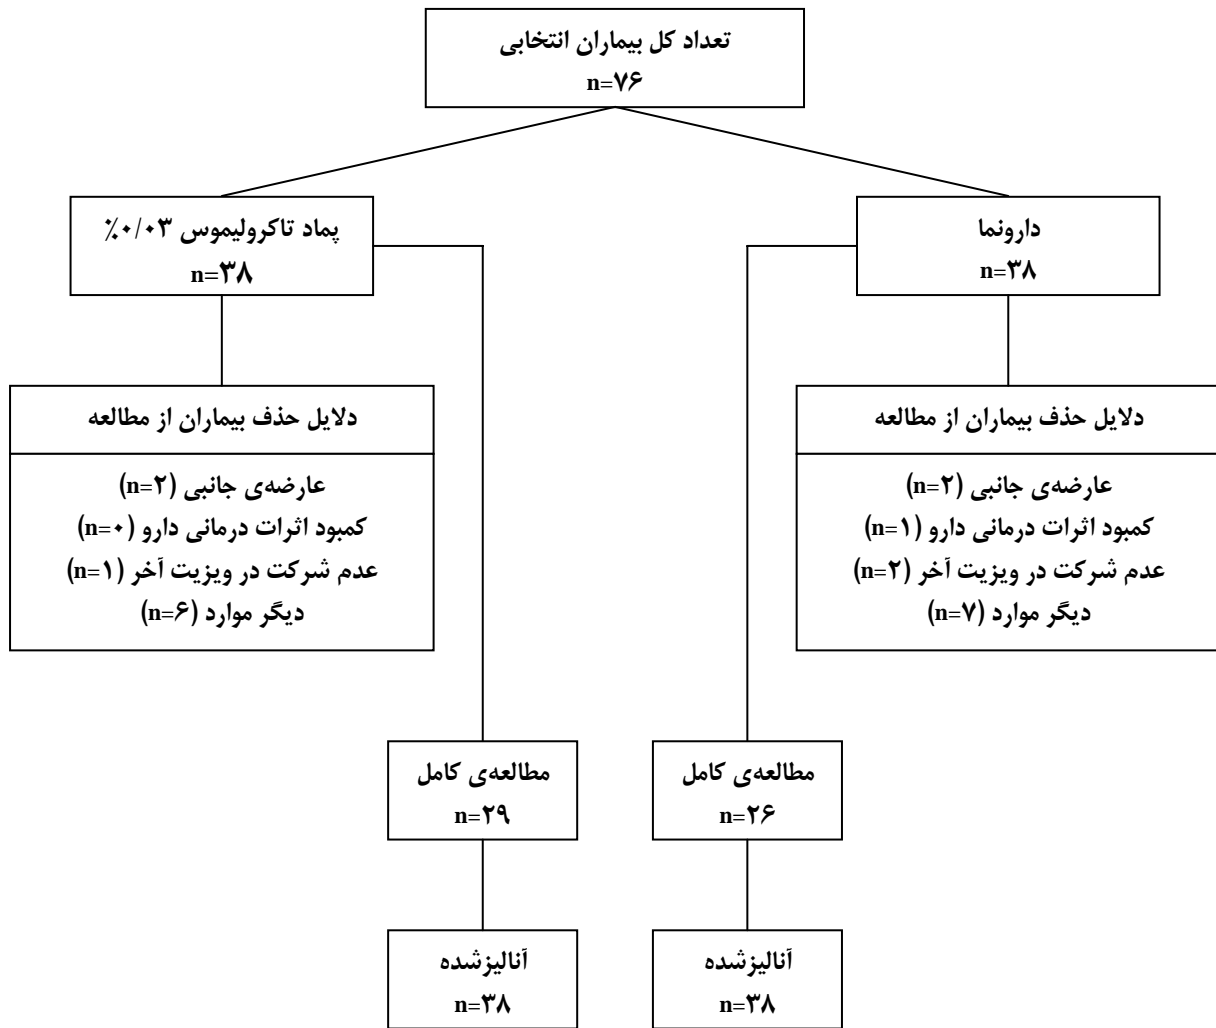 تعداد کل بیماران انتخابی
n=۷۶
دارونما
n=۳۸
پماد تاکرولیموس ۰/۰۳٪
n=۳۸
دلایل حذف بیماران از مطالعه
عارضه‌ی جانبی (n=۲)
کمبود اثرات درمانی دارو (n=۱)
عدم شرکت در ویزیت آخر (n=۲)
دیگر موارد (n=۷)
دلایل حذف بیماران از مطالعه
عارضه‌ی جانبی (n=۲)
کمبود اثرات درمانی دارو (n=۰)
عدم شرکت در ویزیت آخر (n=۱)
دیگر موارد (n=۶)
مطالعه‌ی کامل
n=۲۶
مطالعه‌ی کامل
n=۲۹
آنالیزشده
n=۳۸
آنالیزشده
n=۳۸